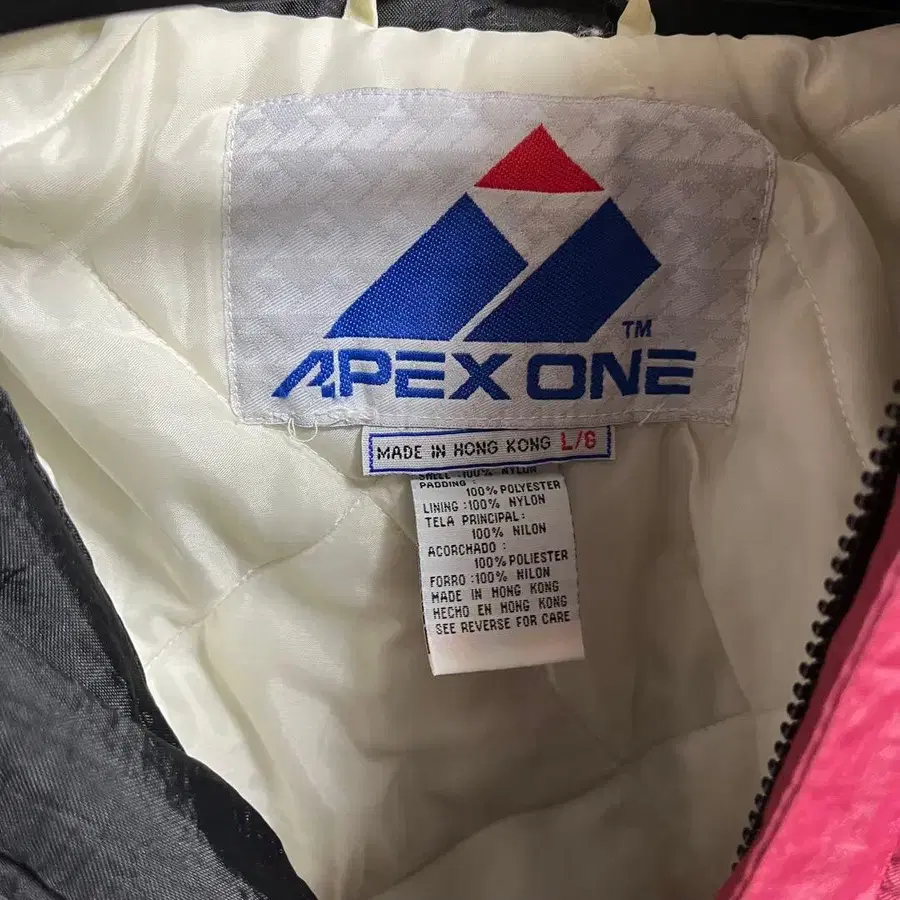 TM
APEX ONE
MADE IN HONG KONG L/G
SHELL :100% NYLON
PADDING :
100% POLYESTER
LINING :100% NYLON
TELA PRINCIPAL:
100% NILON
ACORCHADO :
100% POLIESTER
FORRO :100% NILON
MADE IN HONG KONG
HECHO EN HONG KONG
SEE REVERSE FOR CARE